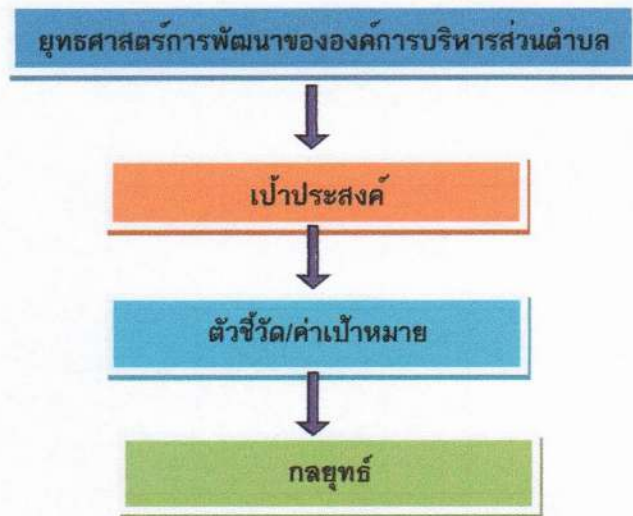 ยุทธศาสตร์การพัฒนาขององค์การบริหารส่วนตำบล
เป้าประสงค์
ตัวชี้วัด/ค่าเป้าหมาย
กลยุทธ์